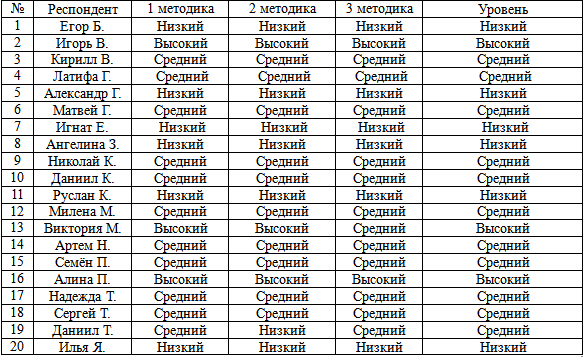 № Респондент 1 методика 2 методика 3 методика Уровень
1 Егор Б. Низкий Низкий Низкий Низкий
2 Игорь В. Высокий Высокий Высокий Высокий
3 Кирилл В. Средний Средний Средний Средний
4 Латифа Г. Средний Средний Средний Средний
5 Александр Г. Низкий Низкий Низкий Низкий
6 Матвей Г. Средний Средний Средний Средний
7 Игнат Е. Низкий Низкий Низкий Низкий
8 Ангелина З. Низкий Низкий Низкий Низкий
9 Николай К. Средний Средний Средний Средний
10 Даниил К. Средний Средний Средний Средний
11 Руслан К. Низкий Низкий Низкий Низкий
12 Милена М. Средний Средний Средний Средний
13 Виктория М. Высокий Высокий Средний Высокий
14 Артем Н. Средний Средний Средний Средний
15 Семён П. Средний Средний Средний Средний
16 Алина П. Высокий Высокий Высокий Высокий
17 Надежда Т. Средний Средний Средний Средний
18 Сергей Т. Средний Средний Средний Средний
19 Даниил Т. Средний Низкий Средний Средний
20 Илья Я. Низкий Низкий Низкий Низкий